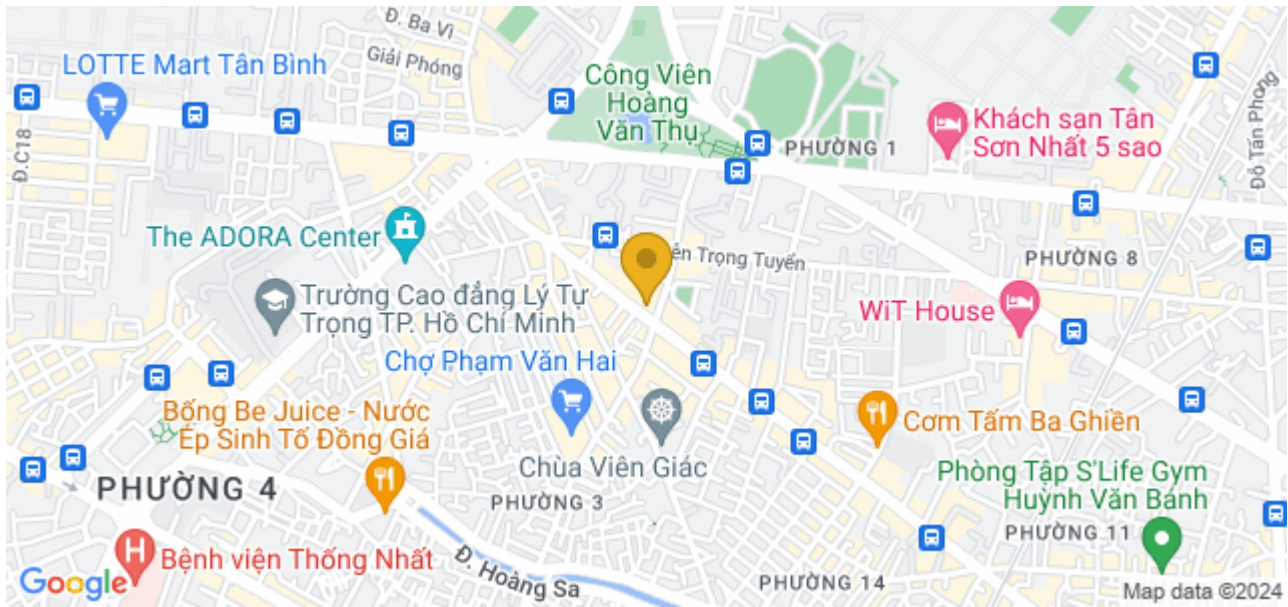 Đ. Ba Vì
Giải Phóng
LOTTE Mart Tân Bình
Công Viên
Hoàng
Văn Thụ
PHƯỜNG 1
Khách sạn Tân
Sơn Nhất 5 sao
Đỗ Tấn Phong
Đ.C18
The ADORA Center
Trọng Tuyển
PHƯỜNG 8
Trường Cao đẳng Lý Tự
Trọng TP. Hồ Chí Minh
WiT House
Chợ Phạm Văn Hai
Bống Be Juice - Nước
Ép Sinh Tố Đồng Giá
Cơm Tấm Ba Ghiền
Chùa Viên Giác
PHƯỜNG 4
PHƯỜNG 3
Phòng Tập S'Life Gym
Huỳnh Văn Bánh
PHƯỜNG 11
Bệnh viện Thống Nhất
Đ. Hoàng Sa
PHƯỜNG 14
Google
Map data ©2024